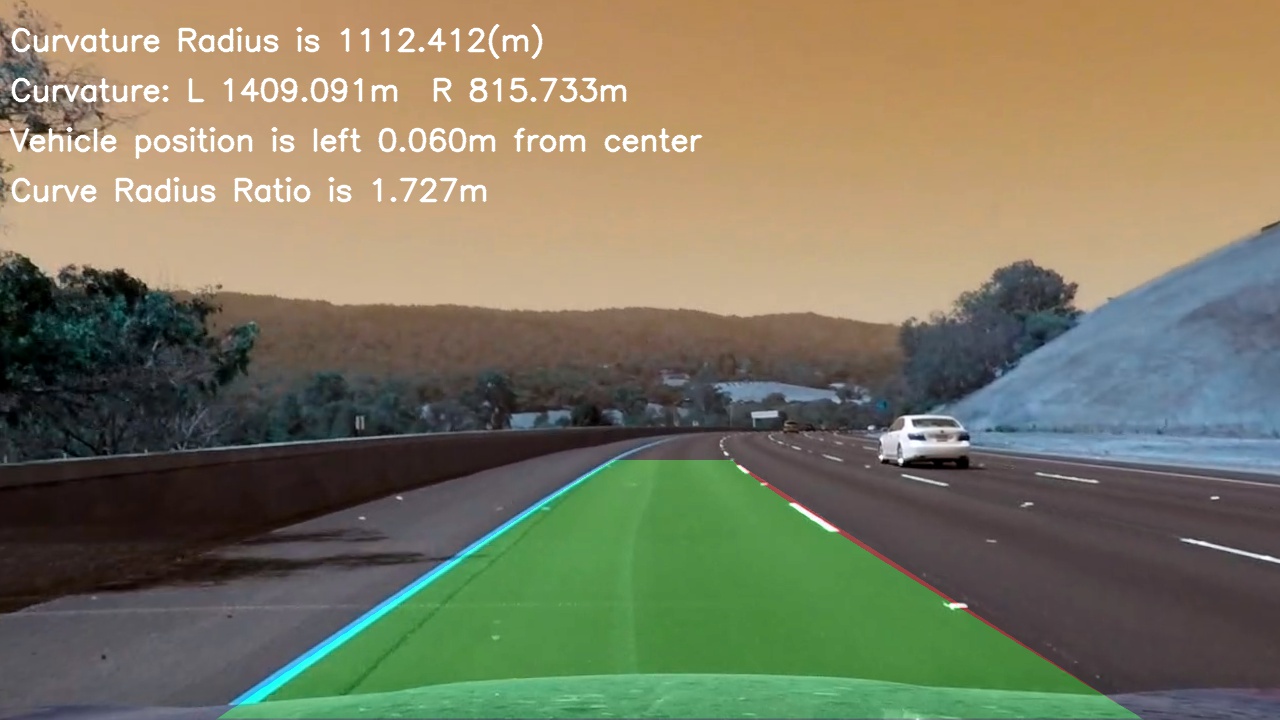 Curvature Radius is 1112.412(m)
Curvature: L 1409.091m R 815.733m
Vehicle position is left 0.060m from center
Curve Radius Ratio is 1.727m